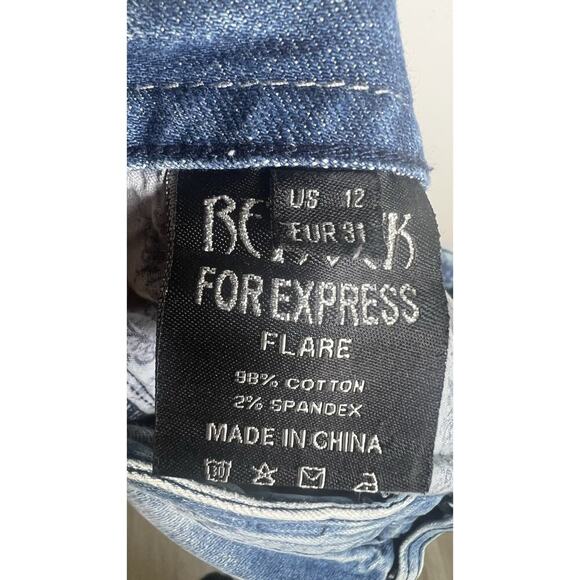 US 12
EUR 31
FOR EXPRESS
FLARE
98% COTTON
2% SPANDEX
MADE IN CHINA
30